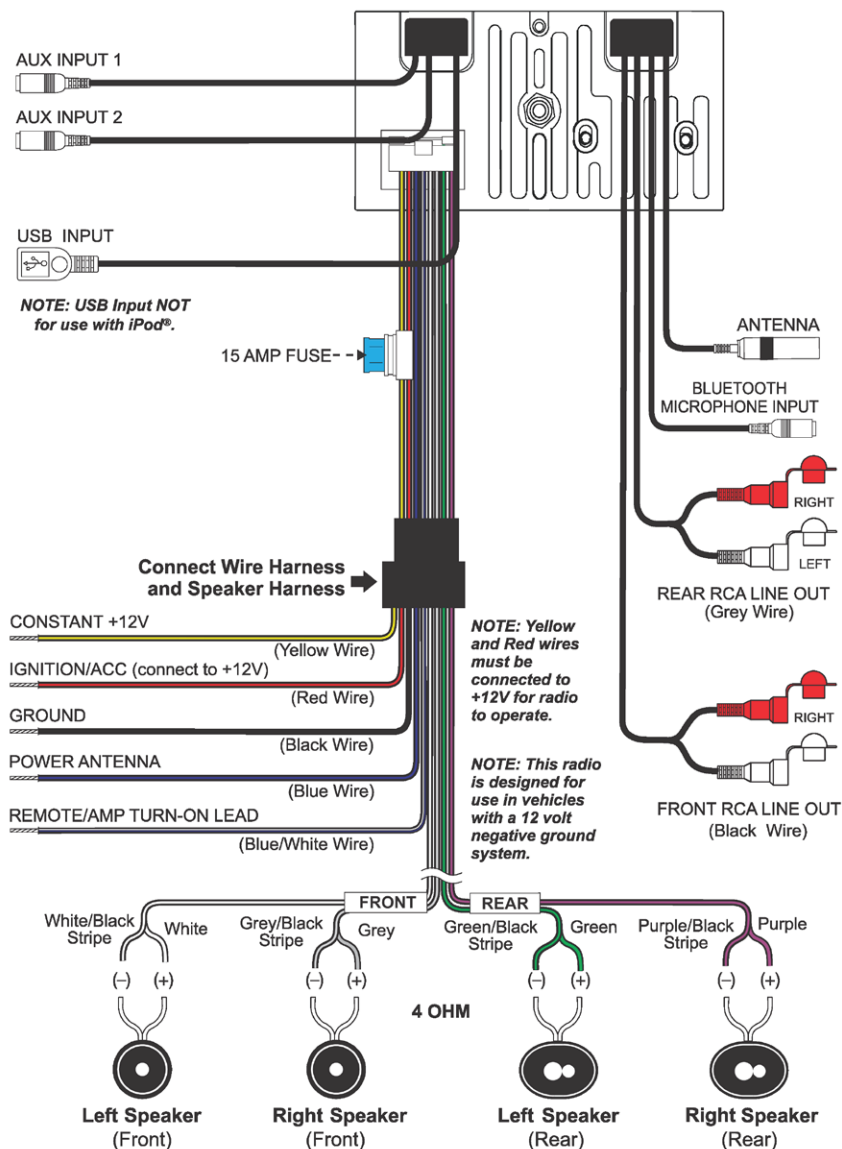 AUX INPUT 1
AUX INPUT 2
USB INPUT
NOTE: USB Input NOT
for use with iPod®.
15 AMP FUSE
ANTENNA
BLUETOOTH
MICROPHONE INPUT
RIGHT
LEFT
REAR RCA LINE OUT
(Grey Wire)
RIGHT
FRONT RCA LINE OUT
(Black Wire)
Connect Wire Harness
and Speaker Harness
CONSTANT +12V
(Yellow Wire)
IGNITION/ACC (connect to +12V)
(Red Wire)
GROUND
(Black Wire)
POWER ANTENNA
(Blue Wire)
REMOTE/AMP TURN-ON LEAD
(Blue/White Wire)
NOTE: Yellow
and Red wires
must be
connected to
+12V for radio
to operate.
NOTE: This radio
is designed for
use in vehicles
with a 12 volt
negative ground
system.
FRONT
REAR
White/Black
Stripe
White
Grey/Black
Stripe
Grey
Green/Black
Stripe
Green
Purple/Black
Stripe
Purple
(−) (+)
(−) (+)
(−) (+)
(−) (+)
4 OHM
Left Speaker
(Front)
Right Speaker
(Front)
Left Speaker
(Rear)
Right Speaker
(Rear)